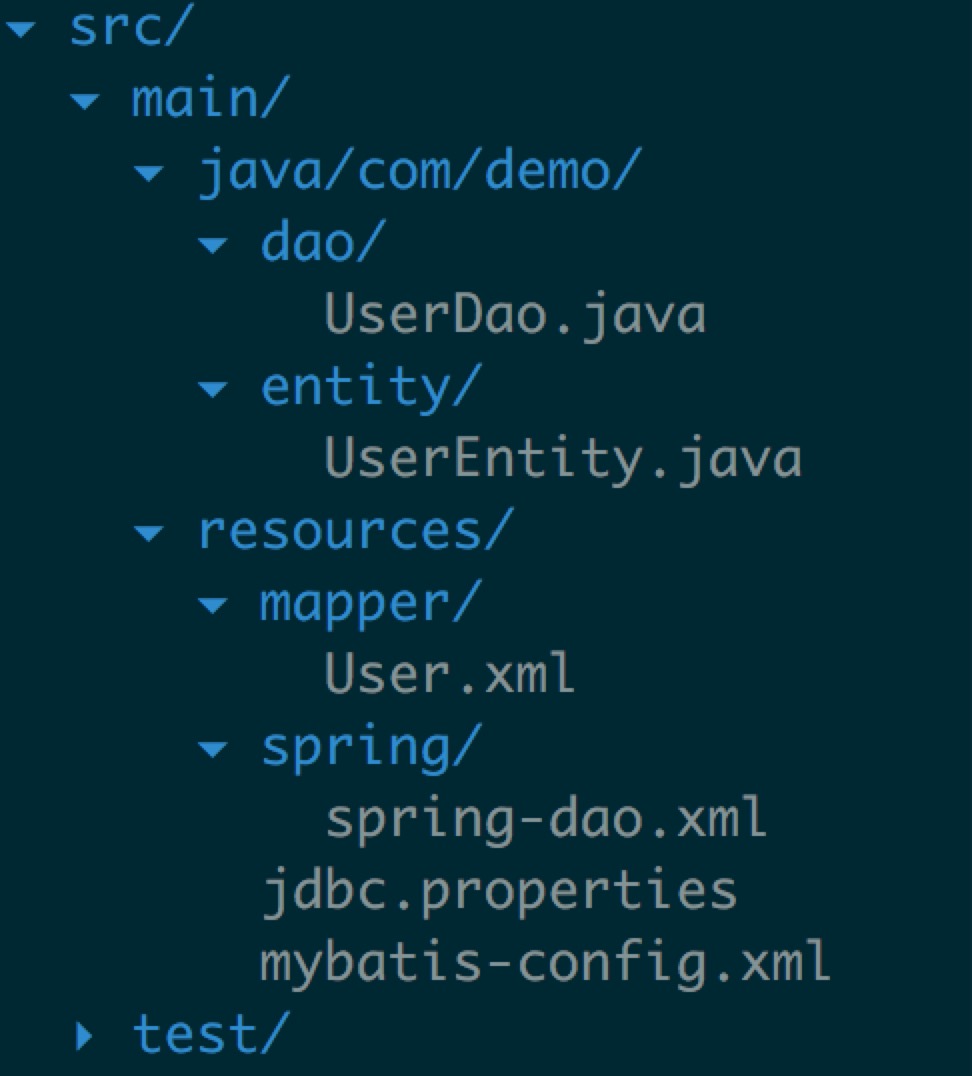 src/
main/
java/com/demo/
dao/
UserDao.java
entity/
UserEntity.java
resources/
mapper/
User.xml
spring/
spring-dao.xml
jdbc.properties
mybatis-config.xml
test/